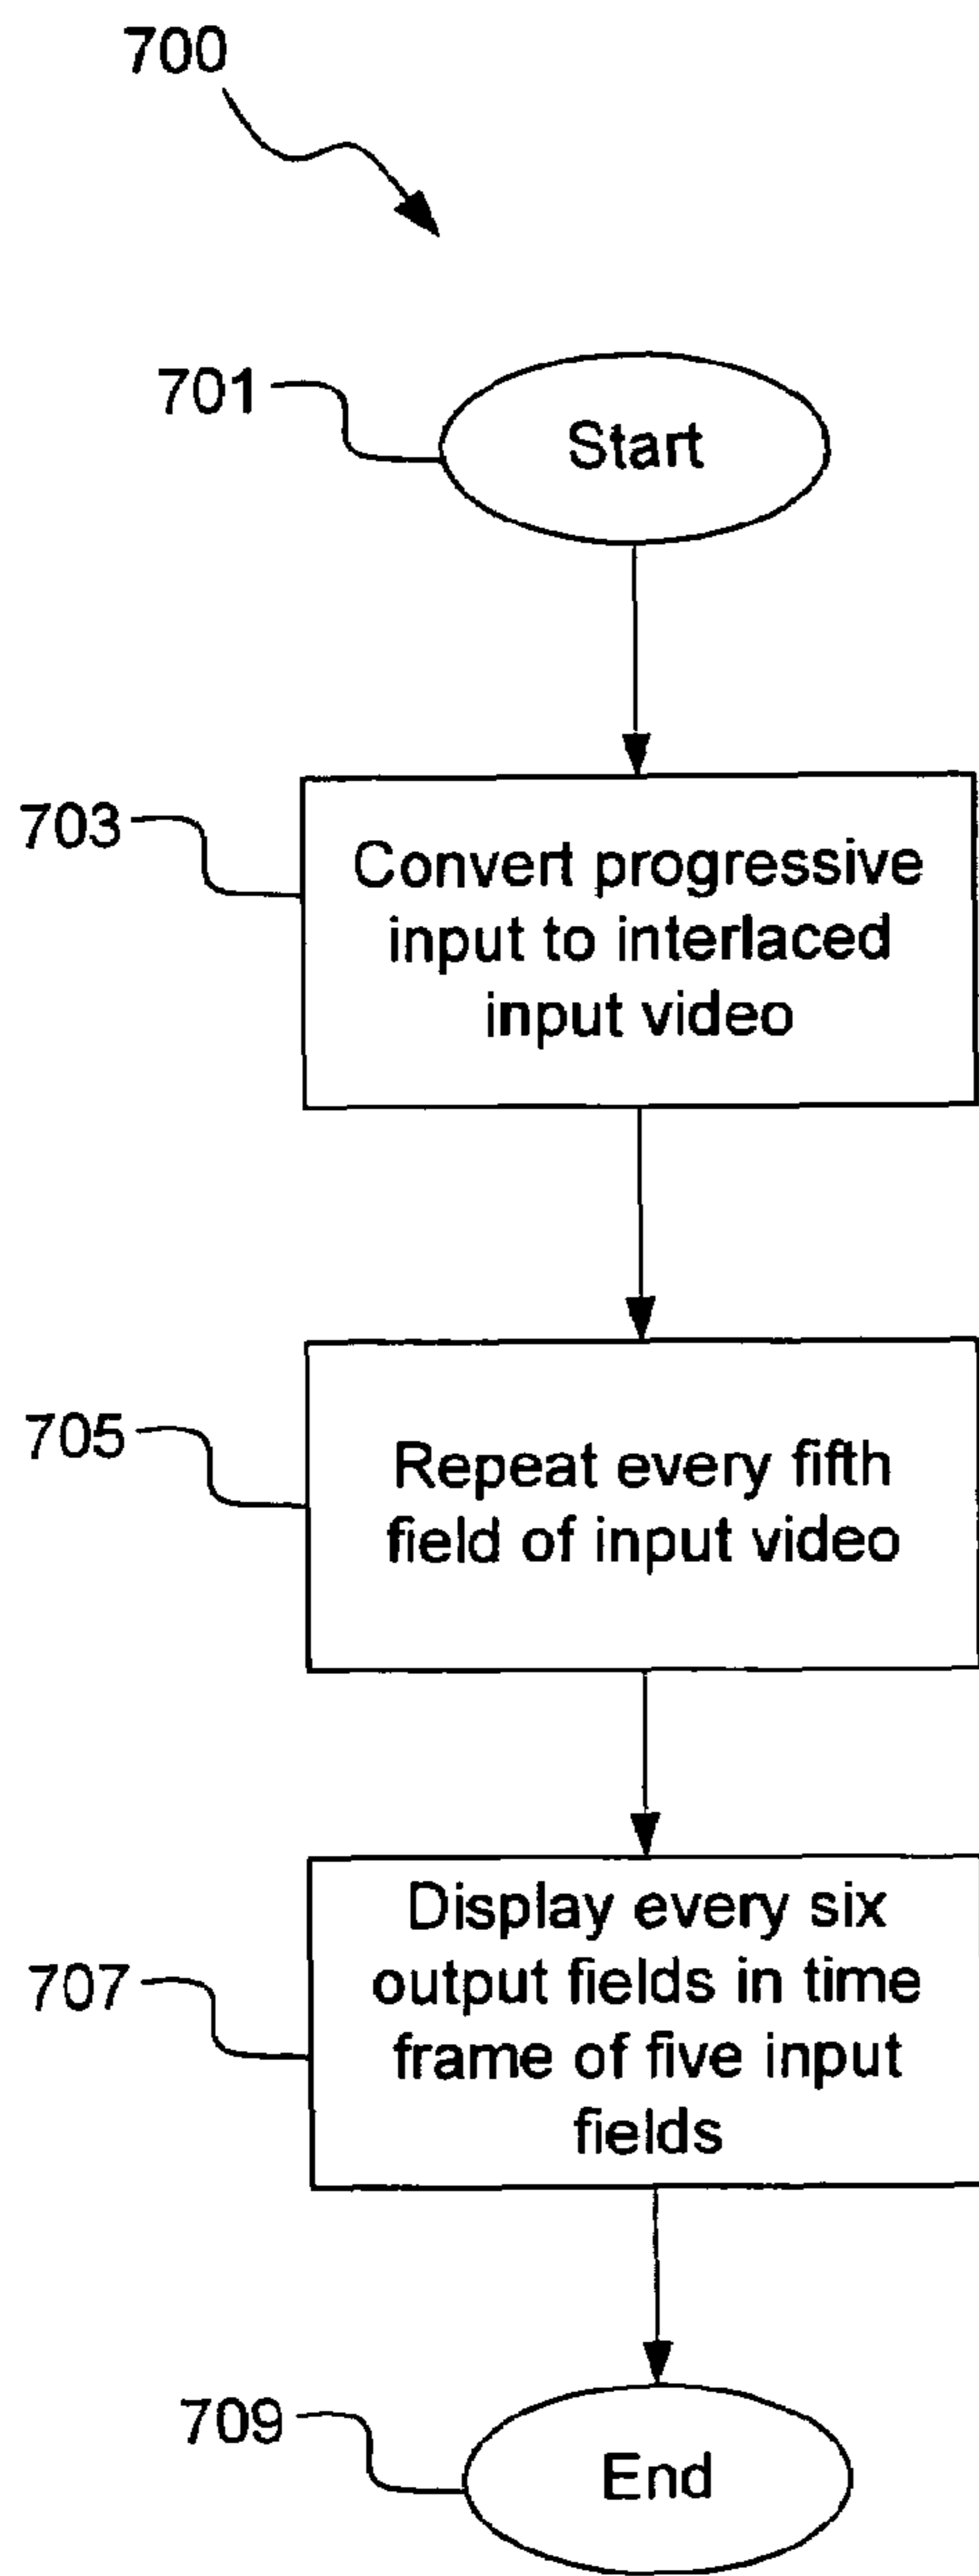 700
701
Start
703
Convert progressive
input to interlaced
input video
705
Repeat every fifth
field of input video
707
Display every six
output fields in time
frame of five input
fields
709
End